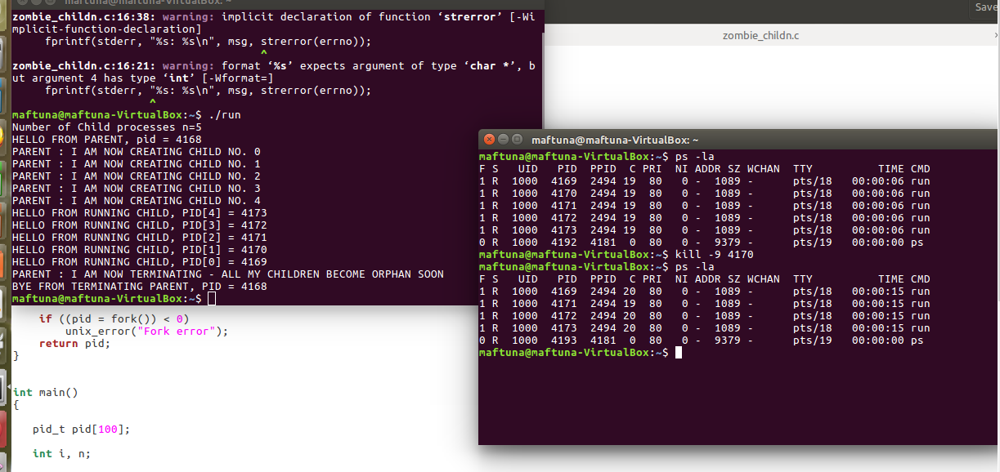 maftuna@maftuna-VirtualBox: ~
zombie_childn.c:16:38: warning: implicit declaration of function ‘strerror’ [-Wi
mplicit-function-declaration]
     fprintf(stderr, "%s: %s\n", msg, strerror(errno));
                                      ^
zombie_childn.c:16:21: warning: format ‘%s’ expects argument of type ‘char *’, b
ut argument 4 has type ‘int’ [-Wformat=]
     fprintf(stderr, "%s: %s\n", msg, strerror(errno));
                     ^
maftuna@maftuna-VirtualBox:~$ ./run
Number of Child processes n=5
HELLO FROM PARENT, pid = 4168
PARENT : I AM NOW CREATING CHILD NO. 0
PARENT : I AM NOW CREATING CHILD NO. 1
PARENT : I AM NOW CREATING CHILD NO. 2
PARENT : I AM NOW CREATING CHILD NO. 3
PARENT : I AM NOW CREATING CHILD NO. 4
HELLO FROM RUNNING CHILD, PID[4] = 4173
HELLO FROM RUNNING CHILD, PID[3] = 4172
HELLO FROM RUNNING CHILD, PID[2] = 4171
HELLO FROM RUNNING CHILD, PID[1] = 4170
HELLO FROM RUNNING CHILD, PID[0] = 4169
PARENT : I AM NOW TERMINATING - ALL MY CHILDREN BECOME ORPHAN SOON
BYE FROM TERMINATING PARENT, PID = 4168
maftuna@maftuna-VirtualBox:~$
Save
zombie_childn.c ×
maftuna@maftuna-VirtualBox: ~
maftuna@maftuna-VirtualBox:~$ ps -la
F S   UID   PID  PPID  C PRI  NI ADDR SZ WCHAN  TTY          TIME CMD
1 R  1000  4169  2494 19  80   0 -  1089 -      pts/18   00:00:06 run
1 R  1000  4170  2494 19  80   0 -  1089 -      pts/18   00:00:06 run
1 R  1000  4171  2494 19  80   0 -  1089 -      pts/18   00:00:06 run
1 R  1000  4172  2494 19  80   0 -  1089 -      pts/18   00:00:06 run
1 R  1000  4173  2494 19  80   0 -  1089 -      pts/18   00:00:06 run
0 R  1000  4192  4181  0  80   0 -  9379 -      pts/19   00:00:00 ps
maftuna@maftuna-VirtualBox:~$ kill -9 4170
maftuna@maftuna-VirtualBox:~$ ps -la
F S   UID   PID  PPID  C PRI  NI ADDR SZ WCHAN  TTY          TIME CMD
1 R  1000  4169  2494 20  80   0 -  1089 -      pts/18   00:00:15 run
1 R  1000  4171  2494 19  80   0 -  1089 -      pts/18   00:00:15 run
1 R  1000  4172  2494 20  80   0 -  1089 -      pts/18   00:00:15 run
1 R  1000  4173  2494 20  80   0 -  1089 -      pts/18   00:00:15 run
0 R  1000  4193  4181  0  80   0 -  9379 -      pts/19   00:00:00 ps
maftuna@maftuna-VirtualBox:~$
    if ((pid = fork()) < 0)
        unix_error("Fork error");
    return pid;
}
int main()
{
   pid_t pid[100];
   int i, n;